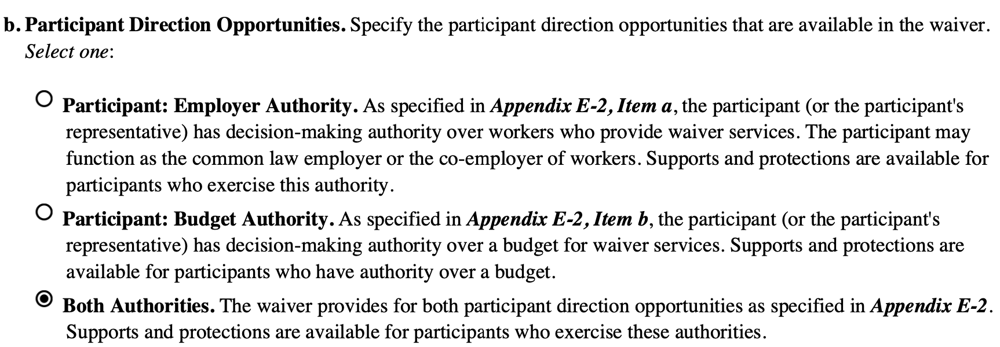 b. Participant Direction Opportunities. Specify the participant direction opportunities that are available in the waiver.
Select one:
Participant: Employer Authority. As specified in Appendix E-2, Item a, the participant (or the participant's
representative) has decision-making authority over workers who provide waiver services. The participant may
function as the common law employer or the co-employer of workers. Supports and protections are available for
participants who exercise this authority.
Participant: Budget Authority. As specified in Appendix E-2, Item b, the participant (or the participant's
representative) has decision-making authority over a budget for waiver services. Supports and protections are
available for participants who have authority over a budget.
Both Authorities. The waiver provides for both participant direction opportunities as specified in Appendix E-2.
Supports and protections are available for participants who exercise these authorities.